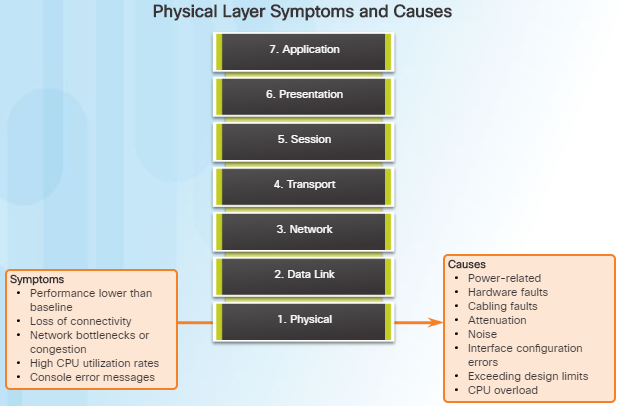 Physical Layer Symptoms and Causes
7. Application
6. Presentation
5. Session
4. Transport
3. Network
2. Data Link
1. Physical
Symptoms
• Performance lower than
baseline
• Loss of connectivity
• Network bottlenecks or
congestion
• High CPU utilization rates
• Console error messages
Causes
• Power-related
• Hardware faults
• Cabling faults
• Attenuation
• Noise
• Interface configuration
errors
• Exceeding design limits
• CPU overload